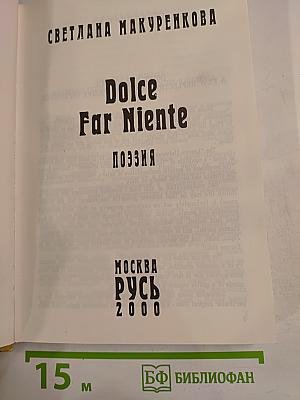 СВЕТЛАНА МАКУРЕНКОВА
Dolce
Far Niente
ПОЭЗИЯ
МОСКВА
РУСЬ
2000
15 м
БФ БИБЛИОФАН